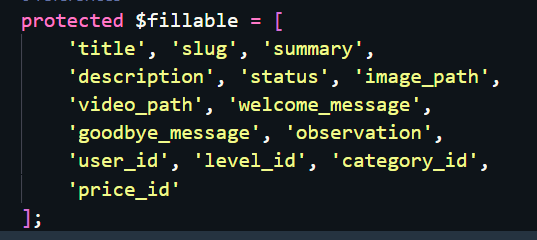 protected $fillable = [
'title', 'slug', 'summary',
'description', 'status', 'image_path',
'video_path', 'welcome_message',
'goodbye_message', 'observation',
'user_id', 'level_id', 'category_id',
'price_id'
];